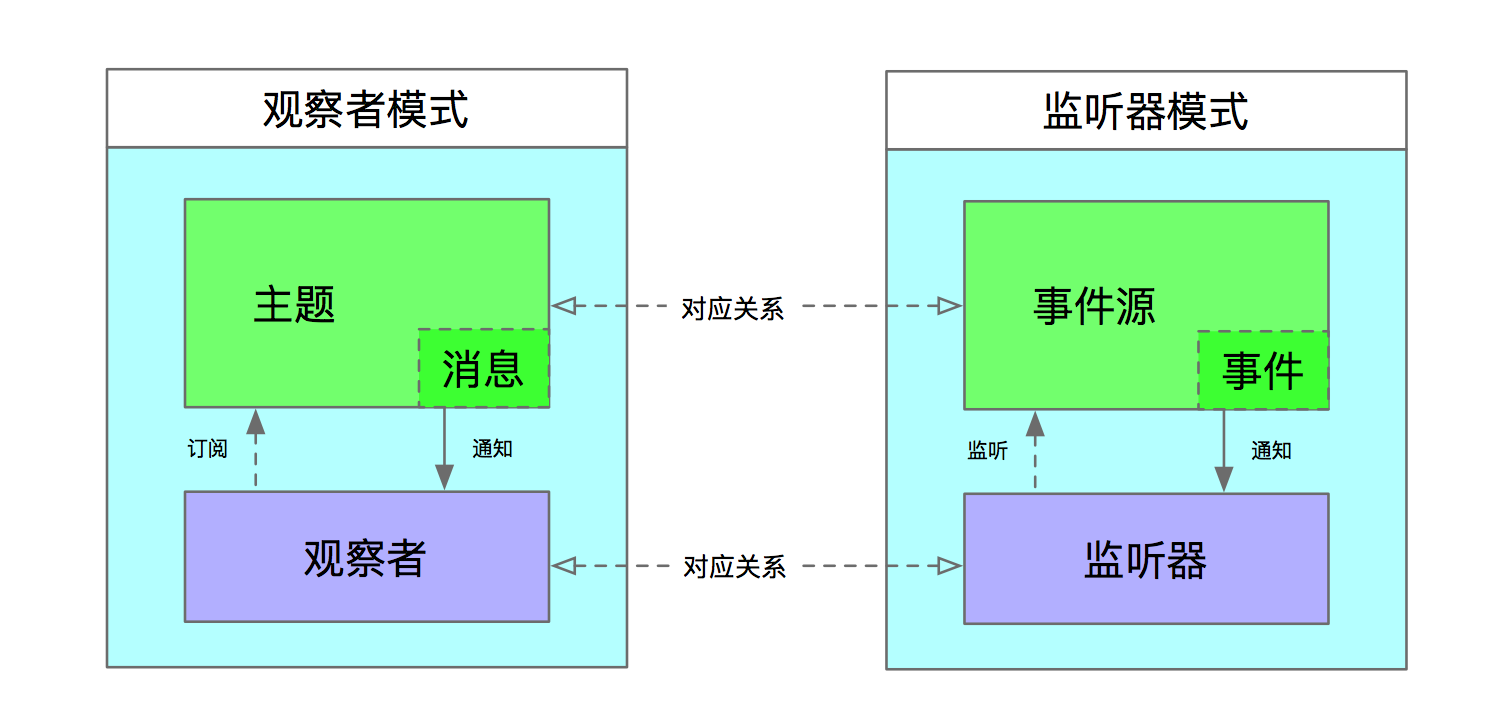 观察者模式
主题
消息
订阅
通知
观察者
对应关系
对应关系
监听器模式
事件源
事件
监听
通知
监听器